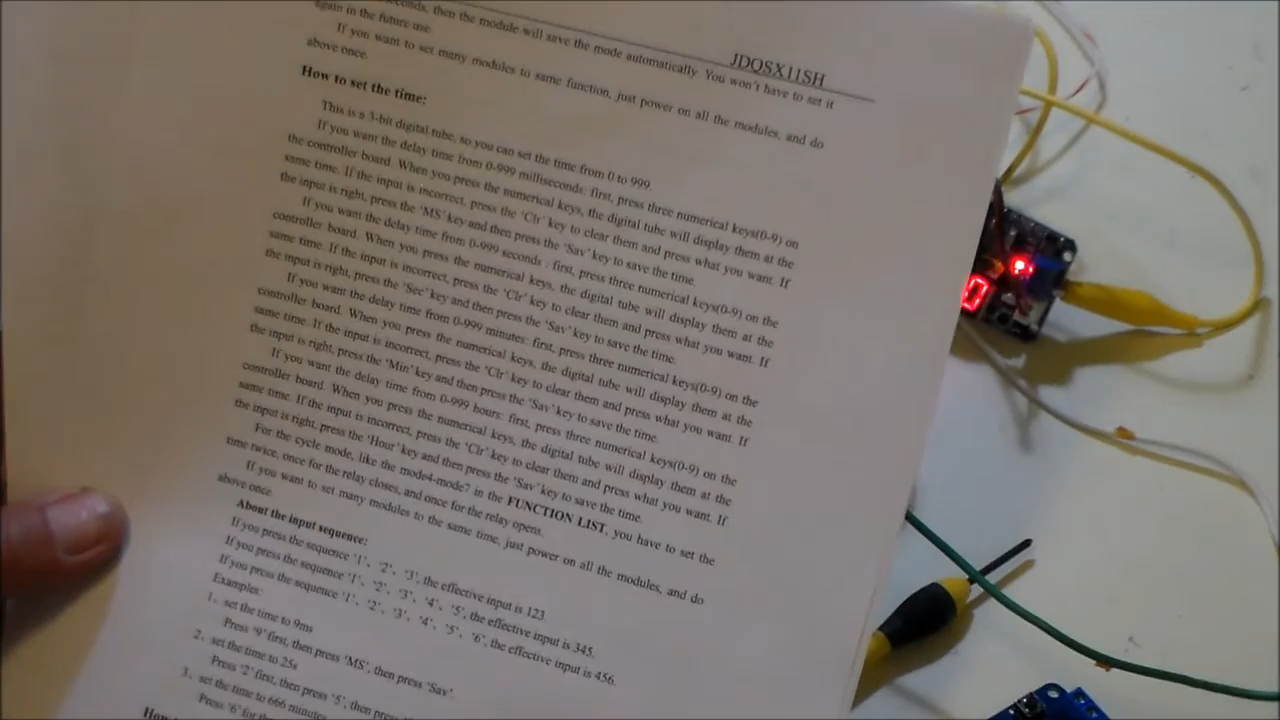 JDQSX11SH
seconds, then the module will save the mode automatically. You won't have to set it
again in the future use.
If you want to set many modules to same function, just power on all the modules, and do
above once.
How to set the time:
This is a 3-bit digital tube, so you can set the time from 0 to 999.
If you want the delay time from 0-999 milliseconds: first, press three numerical keys(0-9) on
the controller board. When you press the numerical keys, the digital tube will display them at the
same time. If the input is incorrect, press the 'Clr' key to clear them and press what you want. If
the input is right, press the 'MS' key and then press the 'Sav' key to save the time.
If you want the delay time from 0-999 seconds : first, press three numerical keys(0-9) on the
controller board. When you press the numerical keys, the digital tube will display them at the
same time. If the input is incorrect, press the 'Clr' key to clear them and press what you want. If
the input is right, press the 'Sec' key and then press the 'Sav' key to save the time.
If you want the delay time from 0-999 minutes: first, press three numerical keys(0-9) on the
controller board. When you press the numerical keys, the digital tube will display them at the
same time. If the input is incorrect, press the 'Clr' key to clear them and press what you want. If
the input is right, press the 'Min' key and then press the 'Sav' key to save the time.
If you want the delay time from 0-999 hours: first, press three numerical keys(0-9) on the
controller board. When you press the numerical keys, the digital tube will display them at the
same time. If the input is incorrect, press the 'Clr' key to clear them and press what you want. If
the input is right, press the 'Hour' key and then press the 'Sav' key to save the time.
For the cycle mode, like the mode4-mode7 in the FUNCTION LIST, you have to set the
time twice, once for the relay closes, and once for the relay opens.
If you want to set many modules to the same time, just power on all the modules, and do
above once.
About the input sequence:
If you press the sequence '1'、'2'、'3', the effective input is 123.
If you press the sequence '1'、'2'、'3'、'4'、'5', the effective input is 345.
If you press the sequence '1'、'2'、'3'、'4'、'5'、'6', the effective input is 456.
Examples:
1、set the time to 9ms
Press '9' first, then press 'MS', then press 'Sav'.
2、set the time to 25s
Press '2' first, then press '5', then press
3、set the time to 666 minutes
Press '6' for the
How
0